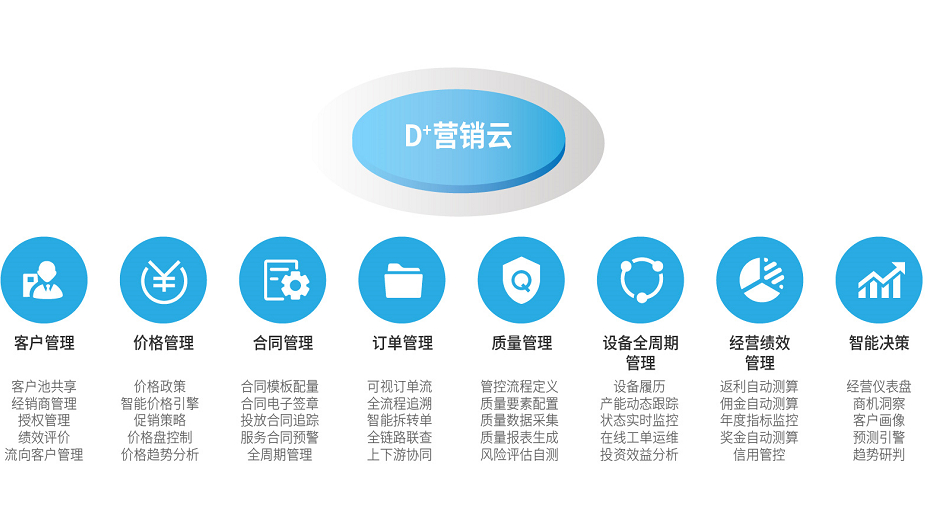 D⁺营销云
客户管理
客户池共享
经销商管理
授权管理
绩效评价
流向客户管理
价格管理
价格政策
智能价格引擎
促销策略
价格盘控制
价格趋势分析
合同管理
合同模板配量
合同电子签章
投放合同追踪
服务合同预警
全周期管理
订单管理
可视订单流
全流程追溯
智能拆转单
全链路联查
上下游协同
Q
质量管理
管控流程定义
质量要素配置
质量数据采集
质量报表生成
风险评估自测
设备全周期
管理
设备履历
产能动态跟踪
状态实时监控
在线工单运维
投资效益分析
经营绩效
管理
返利自动测算
佣金自动测算
年度指标监控
奖金自动测算
信用管控
智能决策
经营仪表盘
商机洞察
客户画像
预测引警
趋势研判